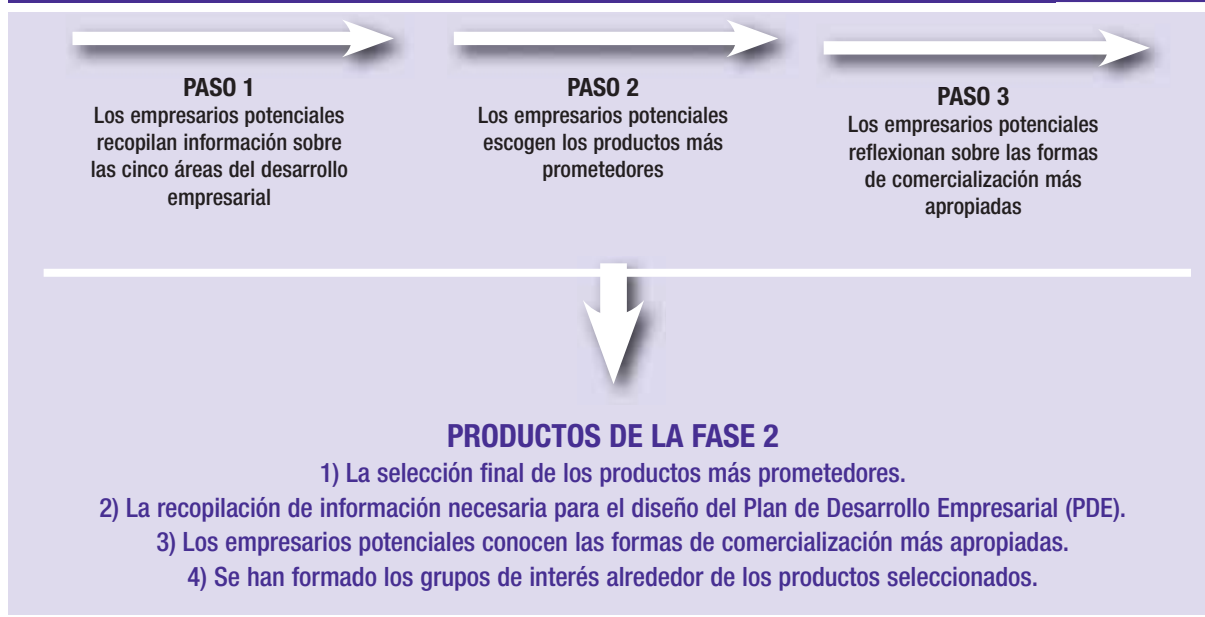 PASO 1
Los empresarios potenciales
recopilan información sobre
las cinco áreas del desarrollo
empresarial
PASO 2
Los empresarios potenciales
escogen los productos más
prometedores
PASO 3
Los empresarios potenciales
reflexionan sobre las formas
de comercialización más
apropiadas
PRODUCTOS DE LA FASE 2
1) La selección final de los productos más prometedores.
2) La recopilación de información necesaria para el diseño del Plan de Desarrollo Empresarial (PDE).
3) Los empresarios potenciales conocen las formas de comercialización más apropiadas.
4) Se han formado los grupos de interés alrededor de los productos seleccionados.